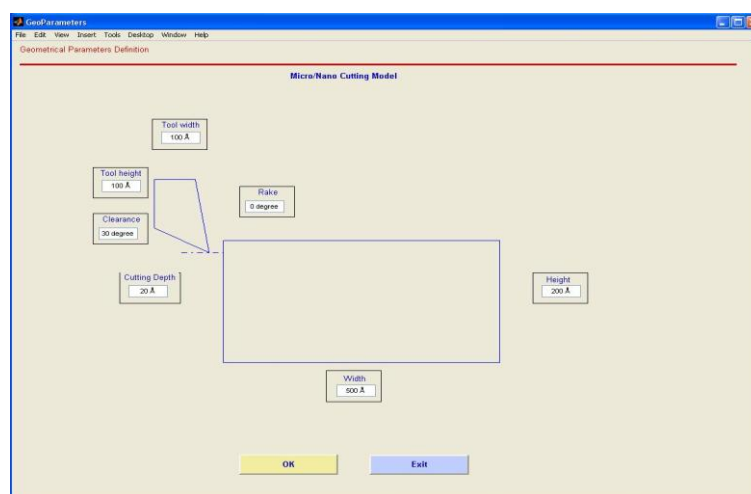 GeoParameters
File Edit View Insert Tools Desktop Window Help
Geometrical Parameters Definition
Micro/Nano Cutting Model
Tool width
100 Å
Tool height
100 Å
Rake
0 degree
Clearance
30 degree
Cutting Depth
20 Å
Height
200 Å
Width
500 Å
OK Exit